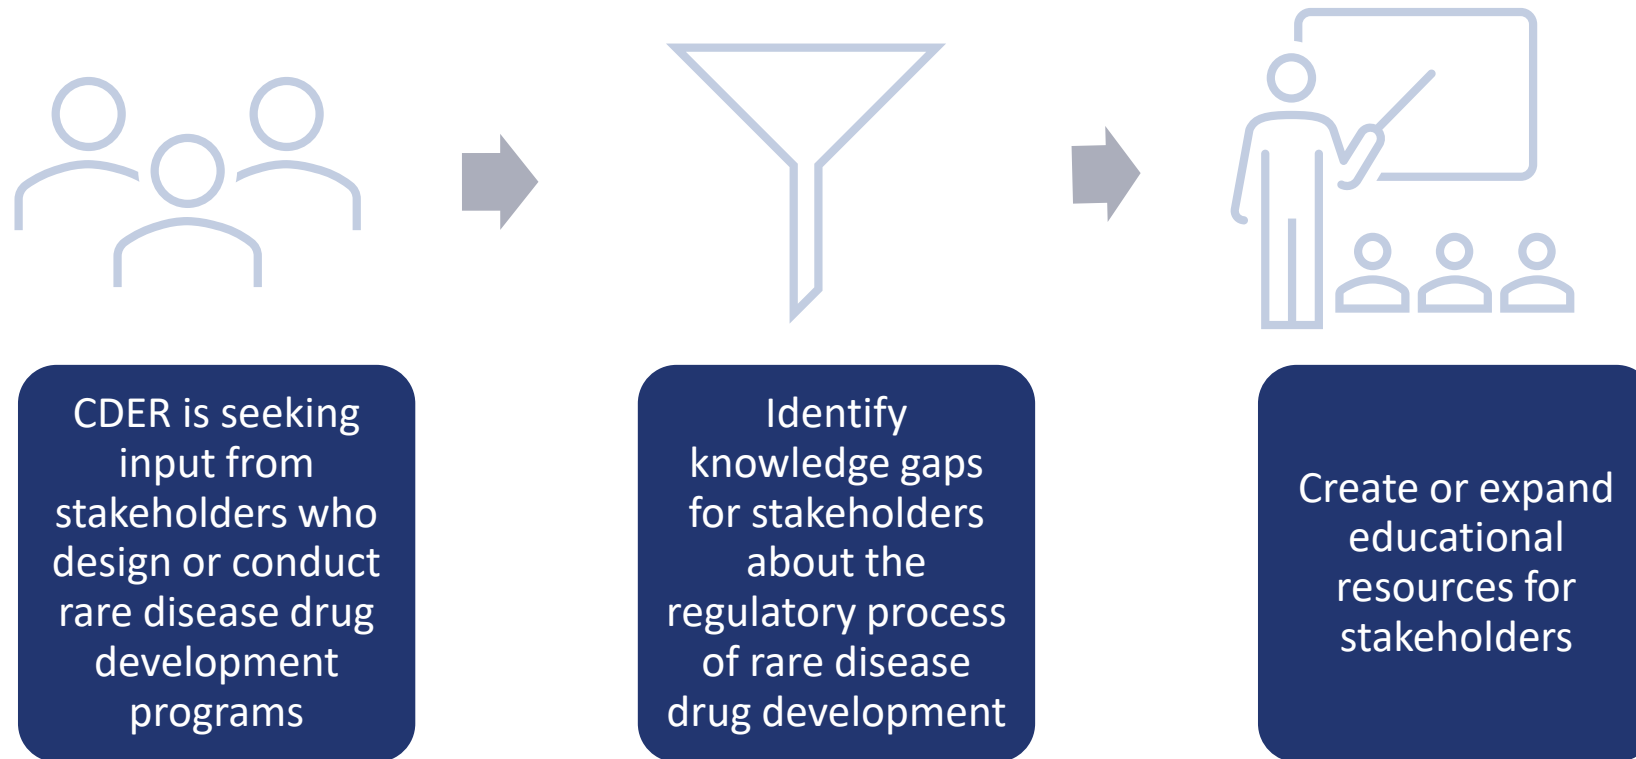 CDER is seeking
input from
stakeholders who
design or conduct
rare disease drug
development
programs
Identify
knowledge gaps
for stakeholders
about the
regulatory process
of rare disease
drug development
Create or expand
educational
resources for
stakeholders